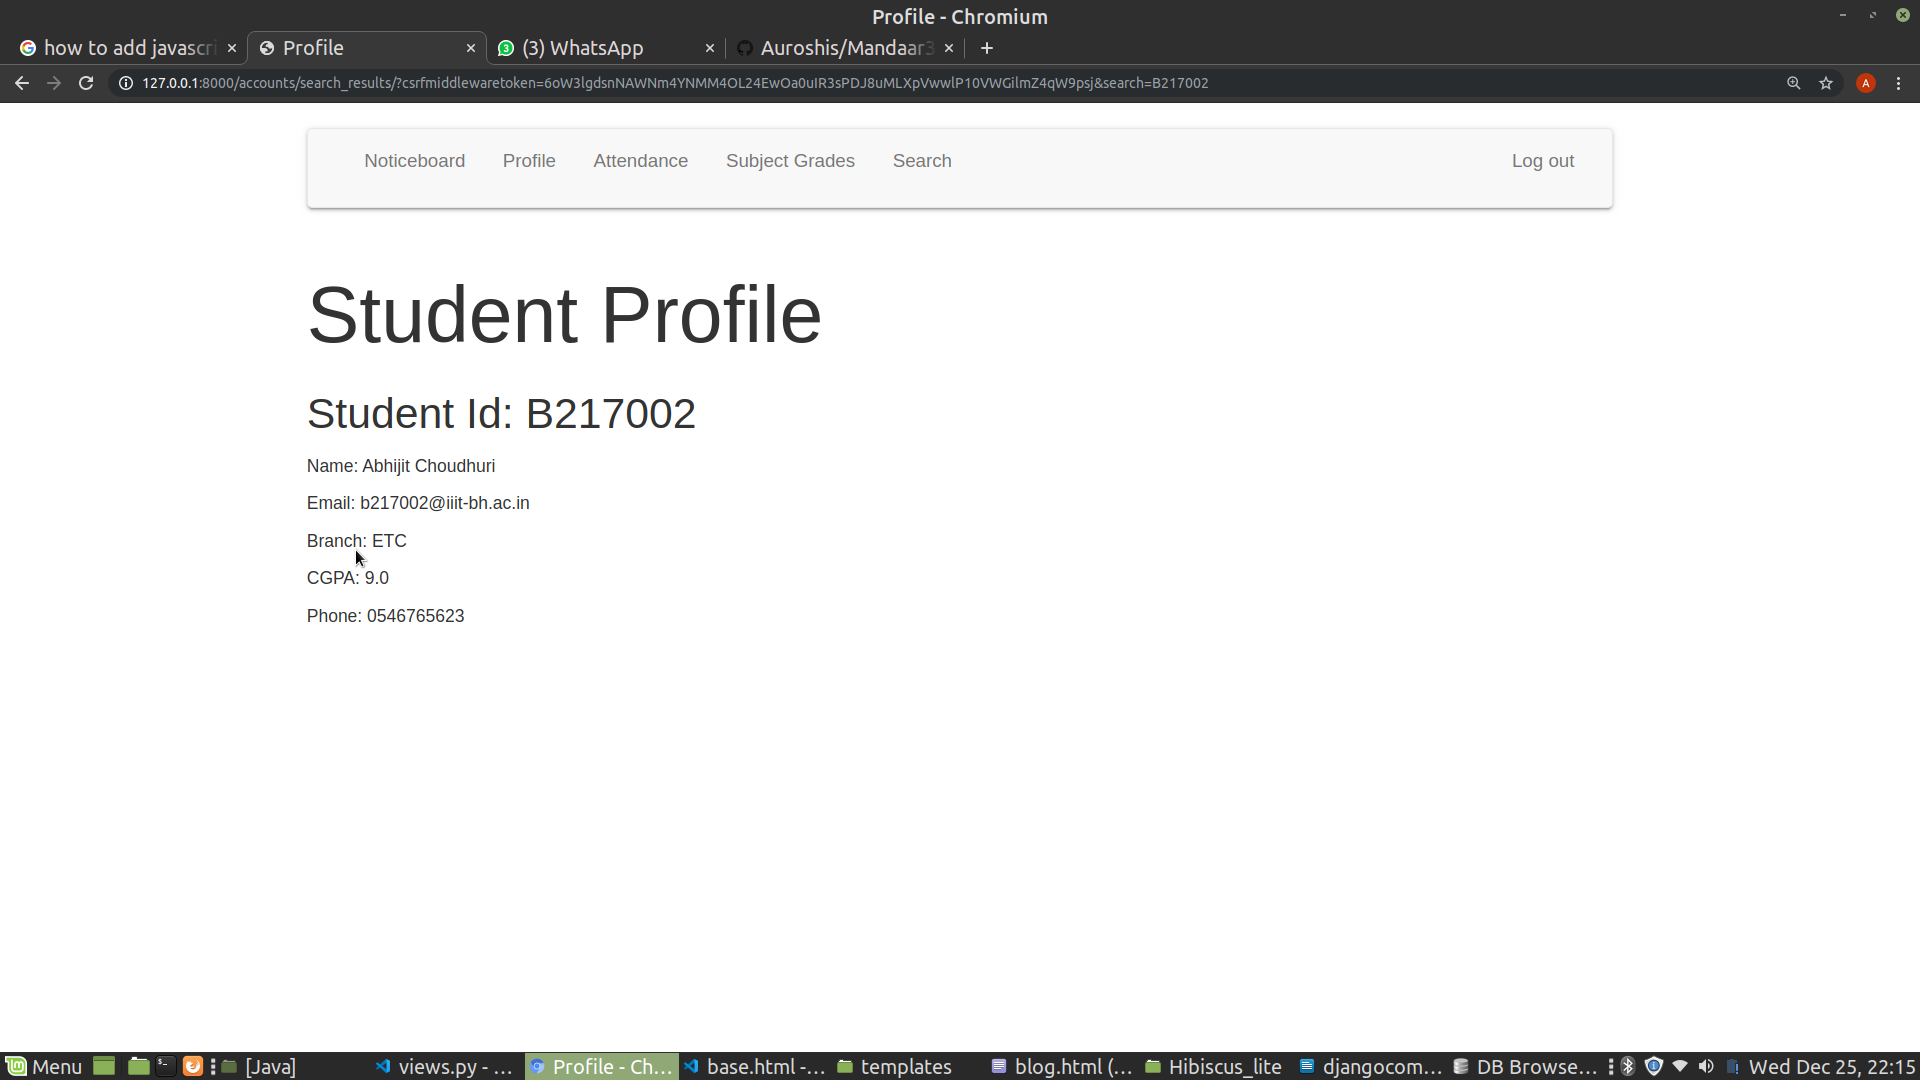 Profile - Chromium
how to add javascri
Profile
(3) WhatsApp
Auroshis/Mandaar3
127.0.0.1:8000/accounts/search_results/?csrfmiddlewaretoken=6oW3lgdsnNAWNm4YNMM4OL24EwOa0uIR3sPDJ8uMLXpVwwlP10VWGilmZ4qW9psj&search=B217002
A
Noticeboard Profile Attendance Subject Grades Search Log out
Student Profile
Student Id: B217002
Name: Abhijit Choudhuri
Email: b217002@iiit-bh.ac.in
Branch: ETC
CGPA: 9.0
Phone: 0546765623
Menu [Java] views.py - ... Profile - Ch... base.html -... templates blog.html (... Hibiscus_lite djangocom... DB Browse... Wed Dec 25, 22:15